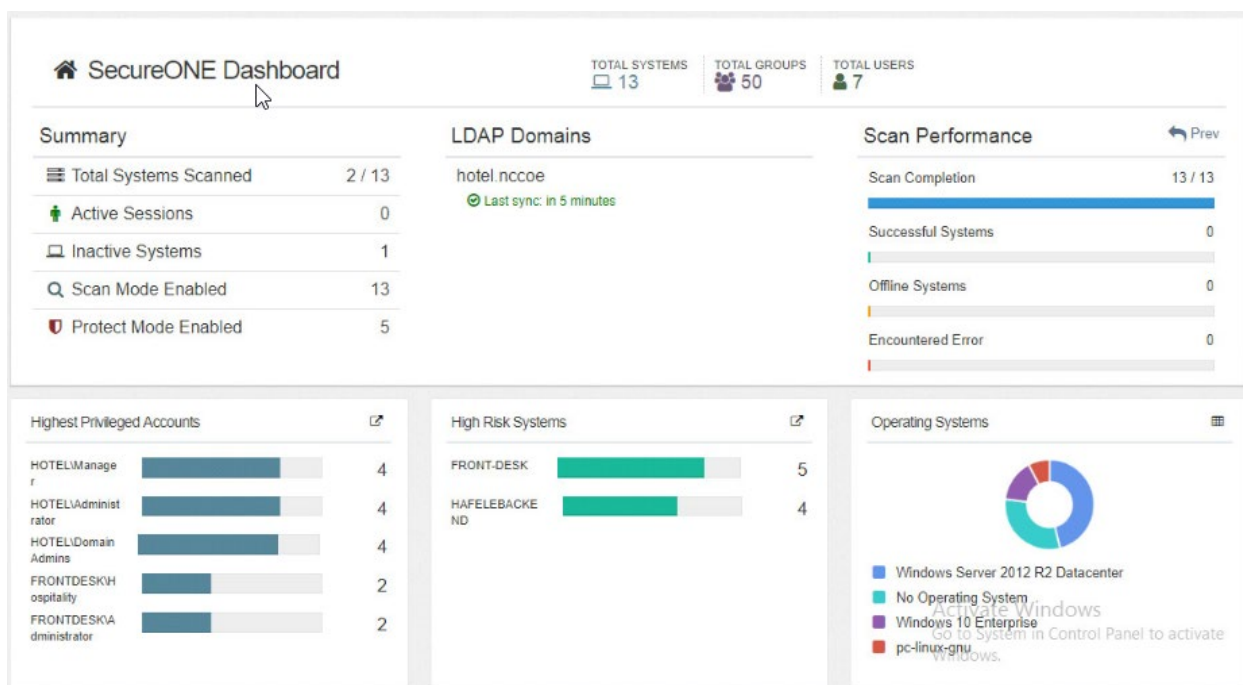 SecureONE Dashboard
TOTAL SYSTEMS
13
TOTAL GROUPS
50
TOTAL USERS
7
Summary
Total Systems Scanned 2 / 13
Active Sessions 0
Inactive Systems 1
Scan Mode Enabled 13
Protect Mode Enabled 5
LDAP Domains
hotel.nccoe
Last sync: in 5 minutes
Scan Performance Prev
Scan Completion 13 / 13
Successful Systems 0
Offline Systems 0
Encountered Error 0
Highest Privileged Accounts
HOTEL\Manage
r
4
HOTEL\Administ
rator
4
HOTEL\Domain
Admins
4
FRONTDESK\H
ospitality
2
FRONTDESK\A
dministrator
2
High Risk Systems
FRONT-DESK 5
HAFELEBACKE
ND
4
Operating Systems
Windows Server 2012 R2 Datacenter
No Operating System
Windows 10 Enterprise
pc-linux-gnu
Activate Windows
Go to System in Control Panel to activate
Windows.